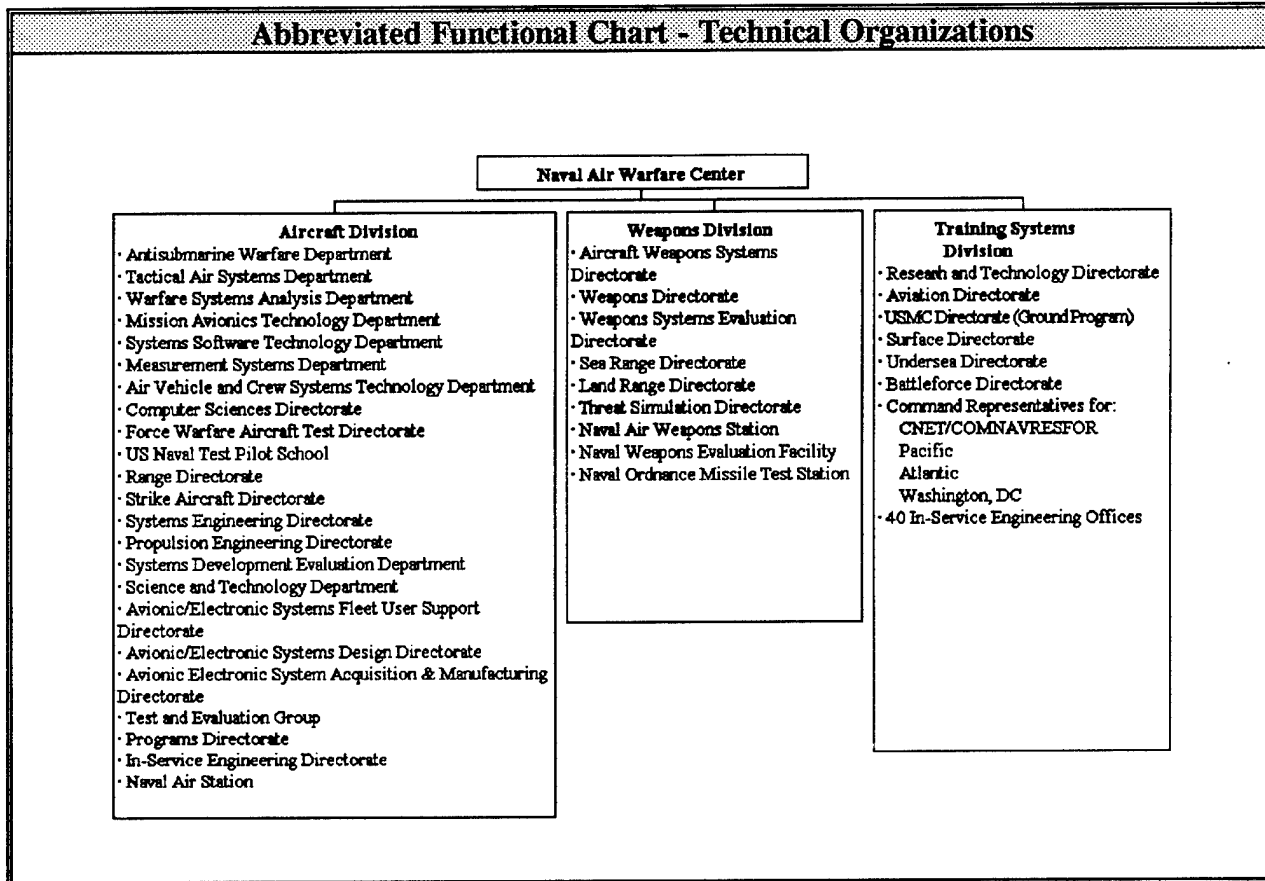 Abbreviated Functional Chart - Technical Organizations
Naval Air Warfare Center
Aircraft Division
· Antisubmarine Warfare Department
· Tactical Air Systems Department
· Warfare Systems Analysis Department
· Mission Avionics Technology Department
· Systems Software Technology Department
· Measurement Systems Department
· Air Vehicle and Crew Systems Technology Department
· Computer Sciences Directorate
· Force Warfare Aircraft Test Directorate
· US Naval Test Pilot School
· Range Directorate
· Strike Aircraft Directorate
· Systems Engineering Directorate
· Propulsion Engineering Directorate
· Systems Development Evaluation Department
· Science and Technology Department
· Avionic/Electronic Systems Fleet User Support
Directorate
· Avionic/Electronic Systems Design Directorate
· Avionic Electronic System Acquisition & Manufacturing
Directorate
· Test and Evaluation Group
· Programs Directorate
· In-Service Engineering Directorate
· Naval Air Station
Weapons Division
· Aircraft Weapons Systems
Directorate
· Weapons Directorate
· Weapons Systems Evaluation
Directorate
· Sea Range Directorate
· Land Range Directorate
· Threat Simulation Directorate
· Naval Air Weapons Station
· Naval Weapons Evaluation Facility
· Naval Ordnance Missile Test Station
Training Systems
Division
· Researh and Technology Directorate
· Aviation Directorate
· USMC Directorate (Ground Program)
· Surface Directorate
· Undersea Directorate
· Battleforce Directorate
· Command Representatives for:
CNET/COMNAVRESFOR
Pacific
Atlantic
Washington, DC
· 40 In-Service Engineering Offices